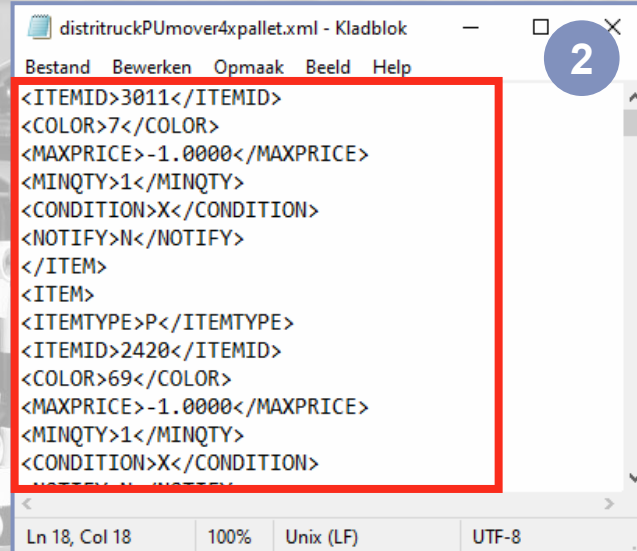 distritruckPUmover4xpallet.xml - Kladblok
2
Bestand Bewerken Opmaak Beeld Help
<ITEMID>3011</ITEMID>
<COLOR>7</COLOR>
<MAXPRICE>-1.0000</MAXPRICE>
<MINQTY>1</MINQTY>
<CONDITION>X</CONDITION>
<NOTIFY>N</NOTIFY>
</ITEM>
<ITEM>
<ITEMTYPE>P</ITEMTYPE>
<ITEMID>2420</ITEMID>
<COLOR>69</COLOR>
<MAXPRICE>-1.0000</MAXPRICE>
<MINQTY>1</MINQTY>
<CONDITION>X</CONDITION>
Ln 18, Col 18 100% Unix (LF) UTF-8